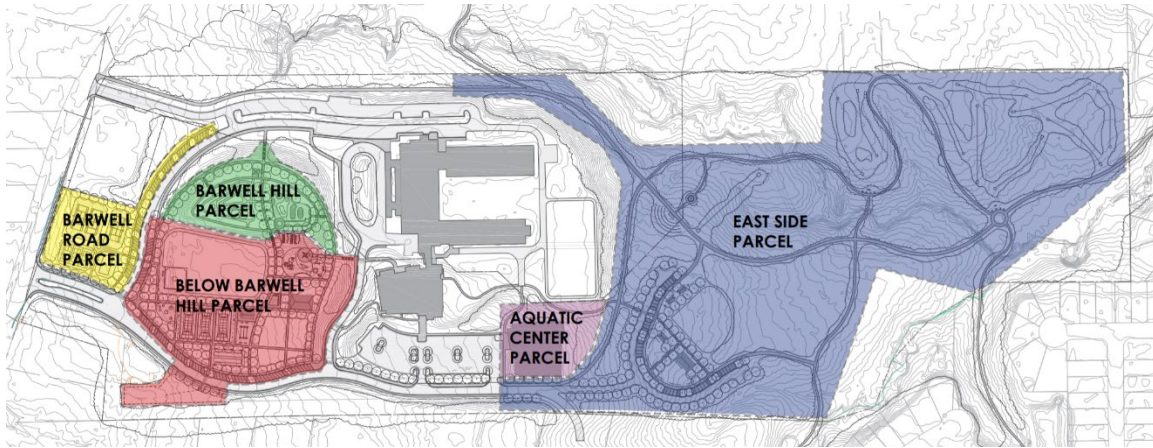 BARWELL HILL
PARCEL
BARWELL
ROAD
PARCEL
BELOW BARWELL
HILL PARCEL
AQUATIC
CENTER
PARCEL
EAST SIDE
PARCEL